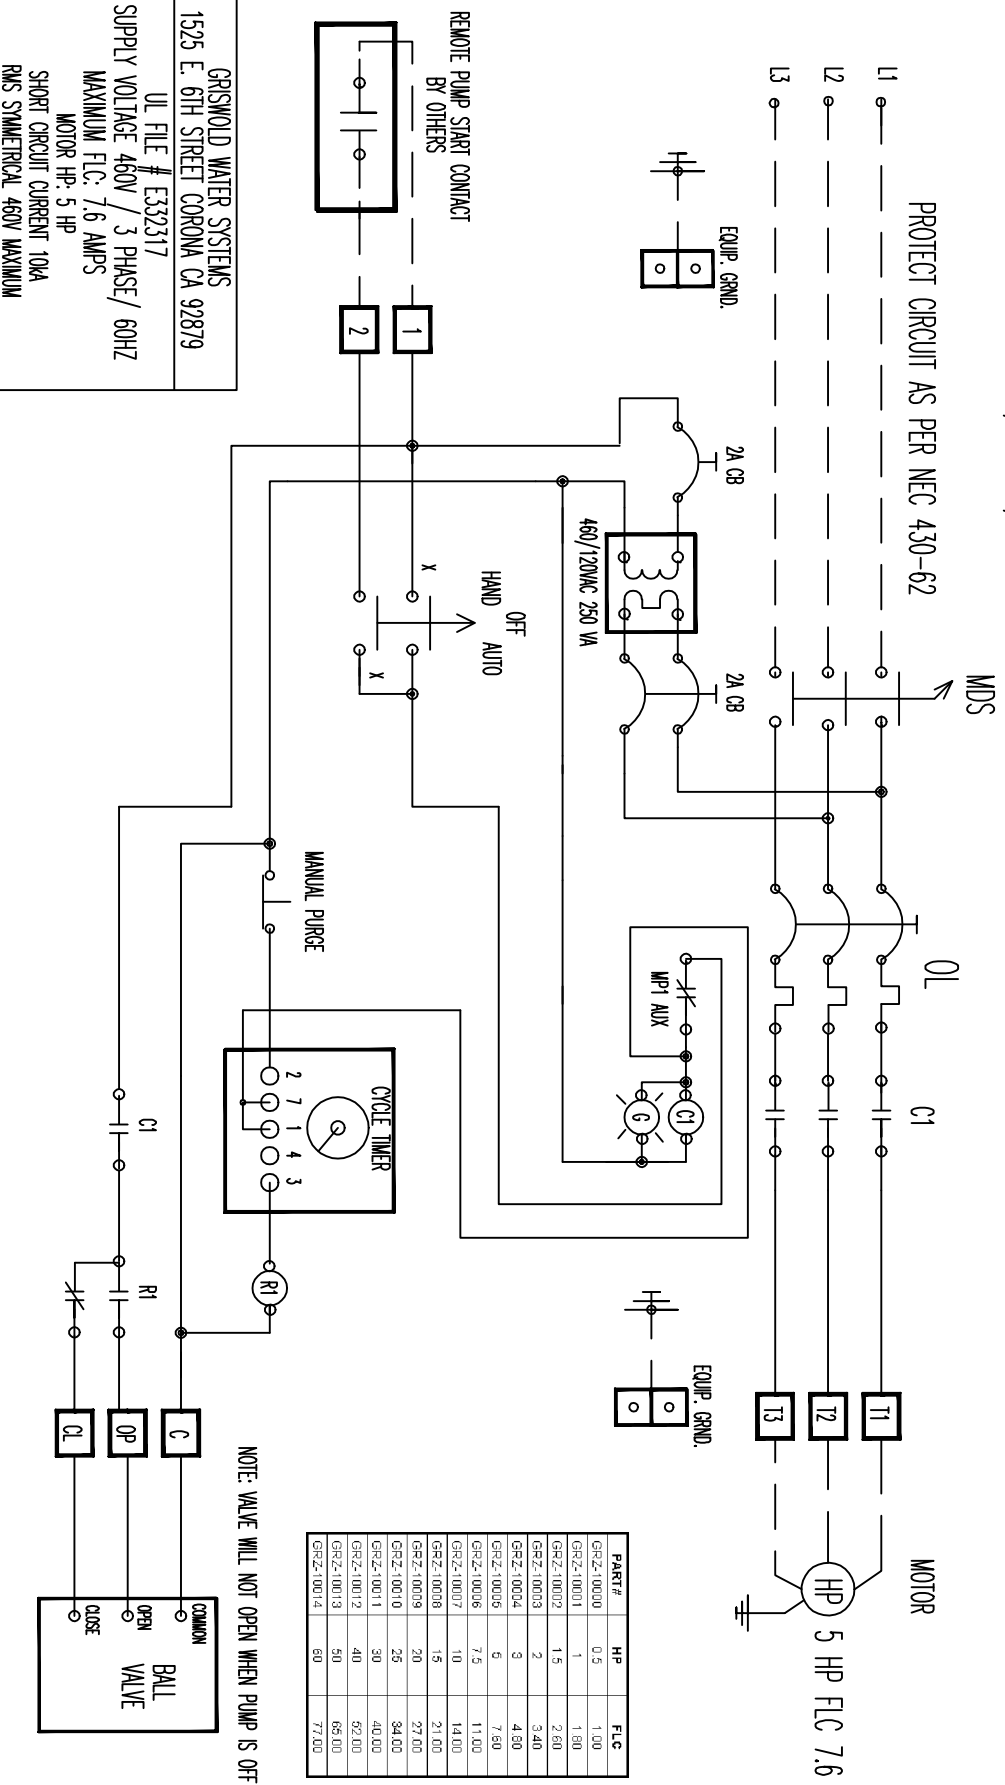 PROTECT CIRCUIT AS PER NEC 430-62
MDS
OL
C1
MOTOR
L1
L2
L3
T1
T2
T3
HP
5 HP FLC 7.6
EQUIP. GRND.
2A CB
2A CB
460/120VAC 250 VA
MP1 AUX
C1
G
EQUIP. GRND.
REMOTE PUMP START CONTACT
BY OTHERS
1
2
X
HAND
OFF
AUTO
X
MANUAL PURGE
CYCLE TIMER
2
7
1
4
3
R1
C1
R1
C
OP
CL
COMMON
OPEN
CLOSE
BALL
VALVE
NOTE: VALVE WILL NOT OPEN WHEN PUMP IS OFF
PART# HP FLC
GRZ-10000 0.5 1.00
GRZ-10001 1 1.80
GRZ-10002 1.5 2.60
GRZ-10003 2 3.40
GRZ-10004 3 4.80
GRZ-10005 5 7.60
GRZ-10006 7.5 11.00
GRZ-10007 10 14.00
GRZ-10008 15 21.00
GRZ-10009 20 27.00
GRZ-10010 25 34.00
GRZ-10011 30 40.00
GRZ-10012 40 52.00
GRZ-10013 50 65.00
GRZ-10014 60 77.00
GRISWOLD WATER SYSTEMS
1525 E. 6TH STREET CORONA CA 92879
UL FILE # E332317
SUPPLY VOLTAGE 460V / 3 PHASE/ 60HZ
MAXIMUM FLC: 7.6 AMPS
MOTOR HP: 5 HP
SHORT CIRCUIT CURRENT 10kA
RMS SYMMETRICAL 460V MAXIMUM